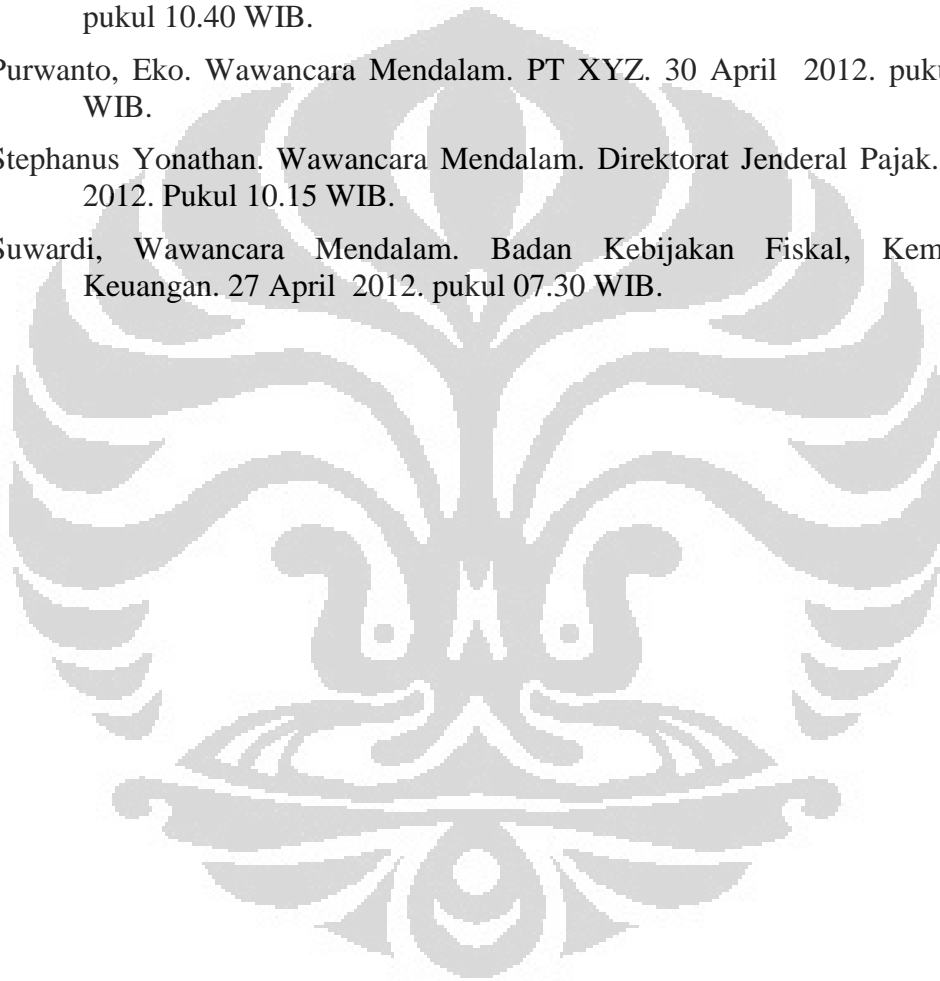 pukul 10.40 WIB.
Purwanto, Eko. Wawancara Mendalam. PT XYZ. 30 April 2012.
WIB.
Stephanus Yonathan. Wawancara Mendalam. Direktorat Jenderal Pajak.
2012. Pukul 10.15 WIB.
Suwardi, Wawancara Mendalam. Badan Kebijakan Fiskal,
Keuangan. 27 April 2012. pukul 07.30 WIB.